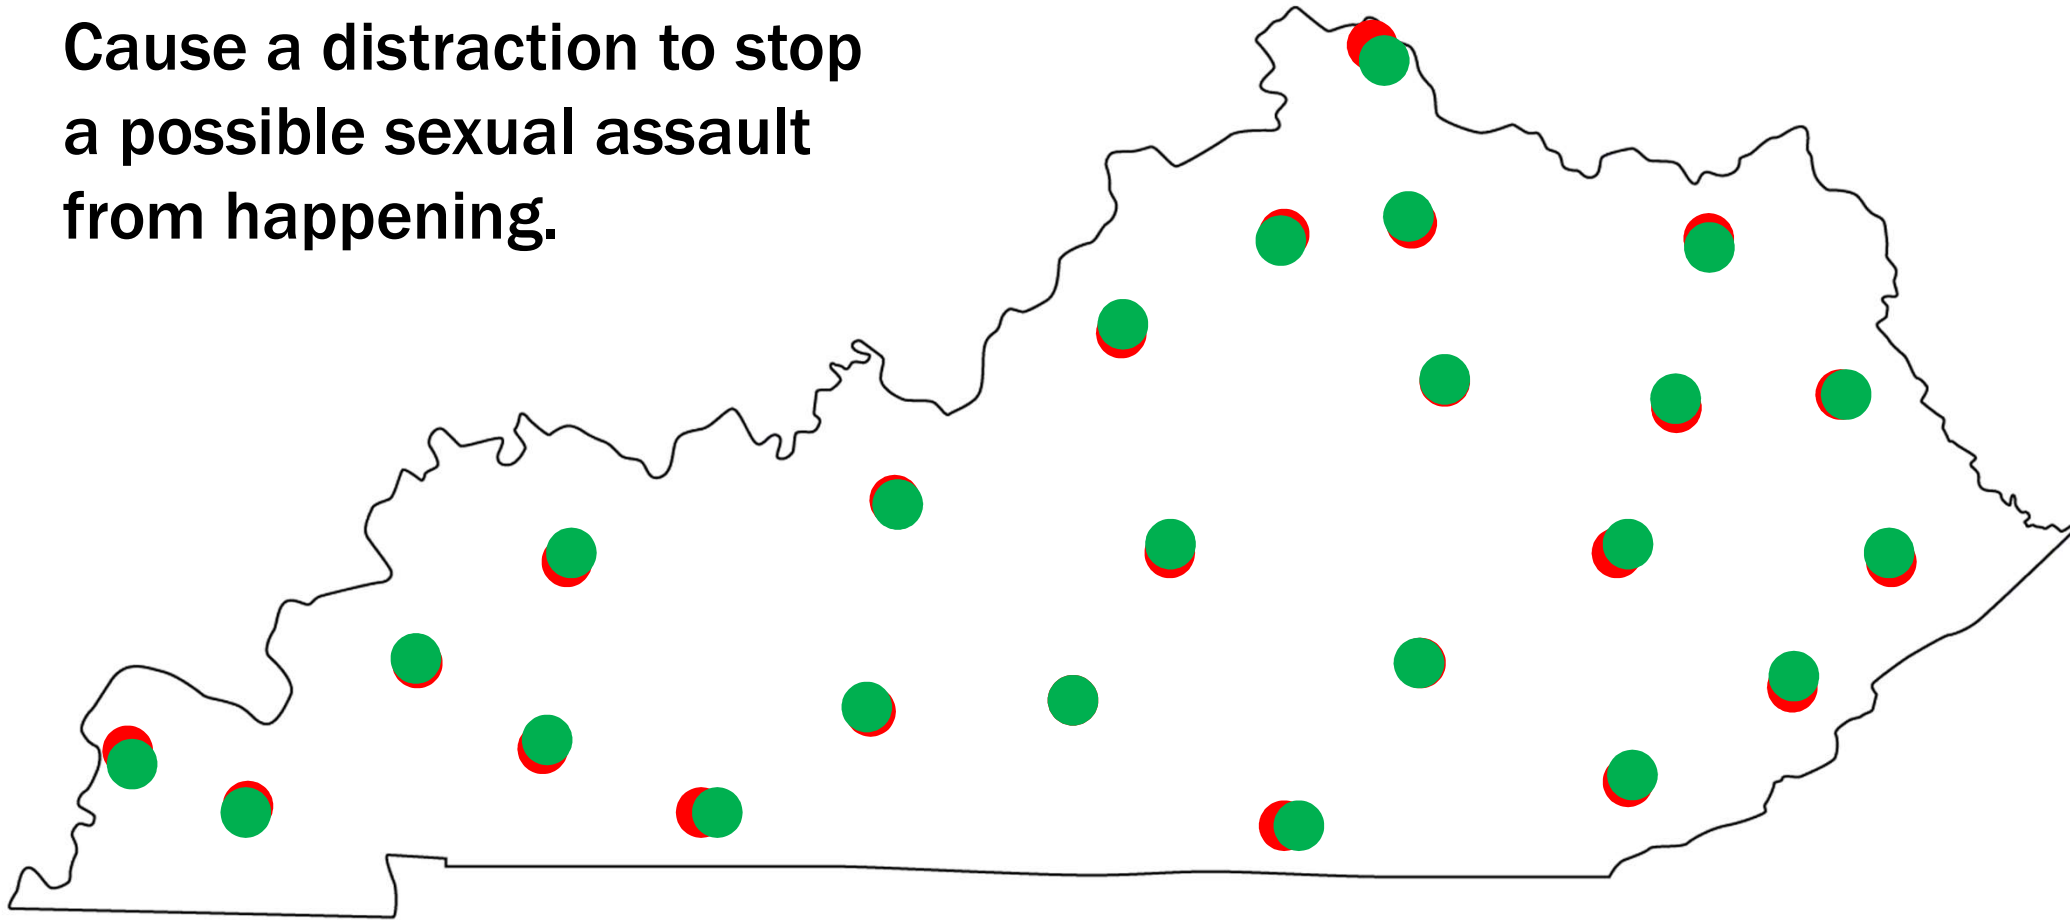 Cause a distraction to stop
a possible sexual assault
from happening.